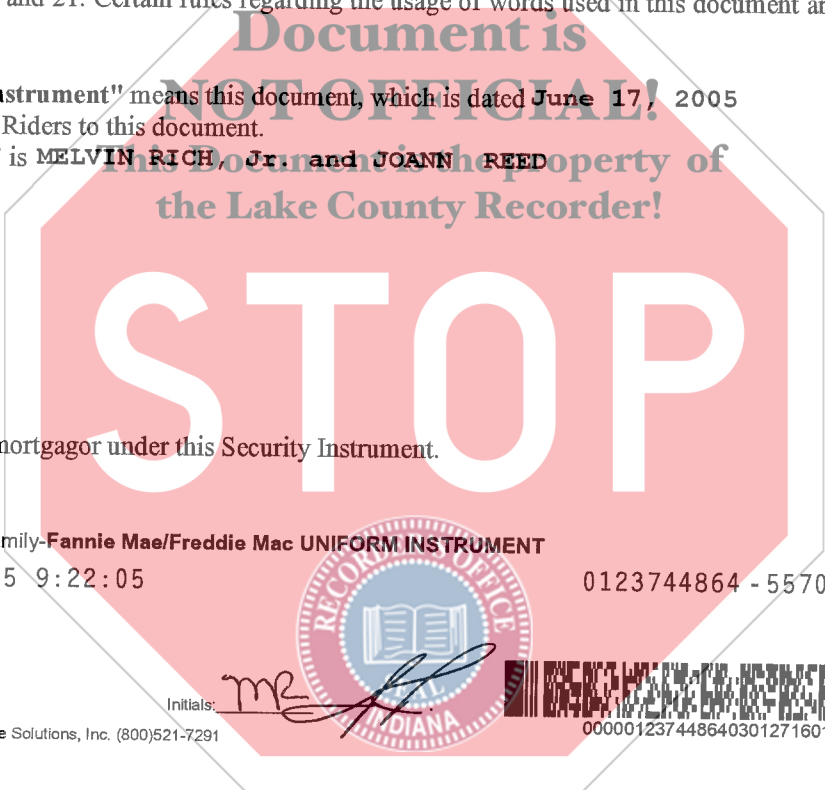 and 21. Certain rules regarding the usage of words used in this document ar
Document is
NOT OFFICIAL!
strument" means this document, which is dated June 17, 2005
Riders to this document.
is MELVIN RICH, Jr. and JOANN REED
This Document is the property of
the Lake County Recorder!
STOP
mortgagor under this Security Instrument.
mily-Fannie Mae/Freddie Mac UNIFORM INSTRUMENT
5 9:22:05
0123744864 - 5570
RECORDER'S OFFICE
SEAL
INDIANA
Initials: MR
e Solutions, Inc. (800)521-7291
000001237448640301271601